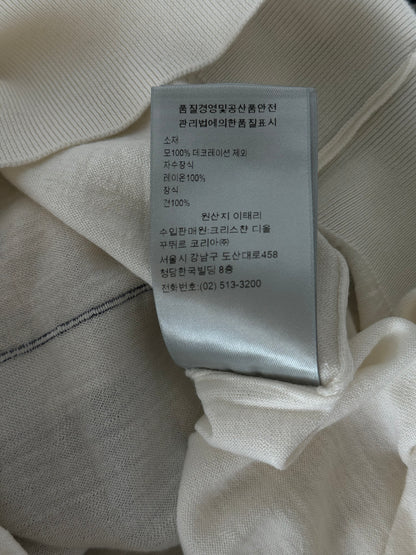 품질경영및공산품안전
관리법에의한품질표시
소재
모100% 데코레이션 제외
자수장식
레이온100%
장식
견100%
원산지 이태리
수입판매원:크리스챤 디올
꾸뛰르 코리아㈜
서울시 강남구 도산대로458
청담한국빌딩 8층
전화번호:(02) 513-3200